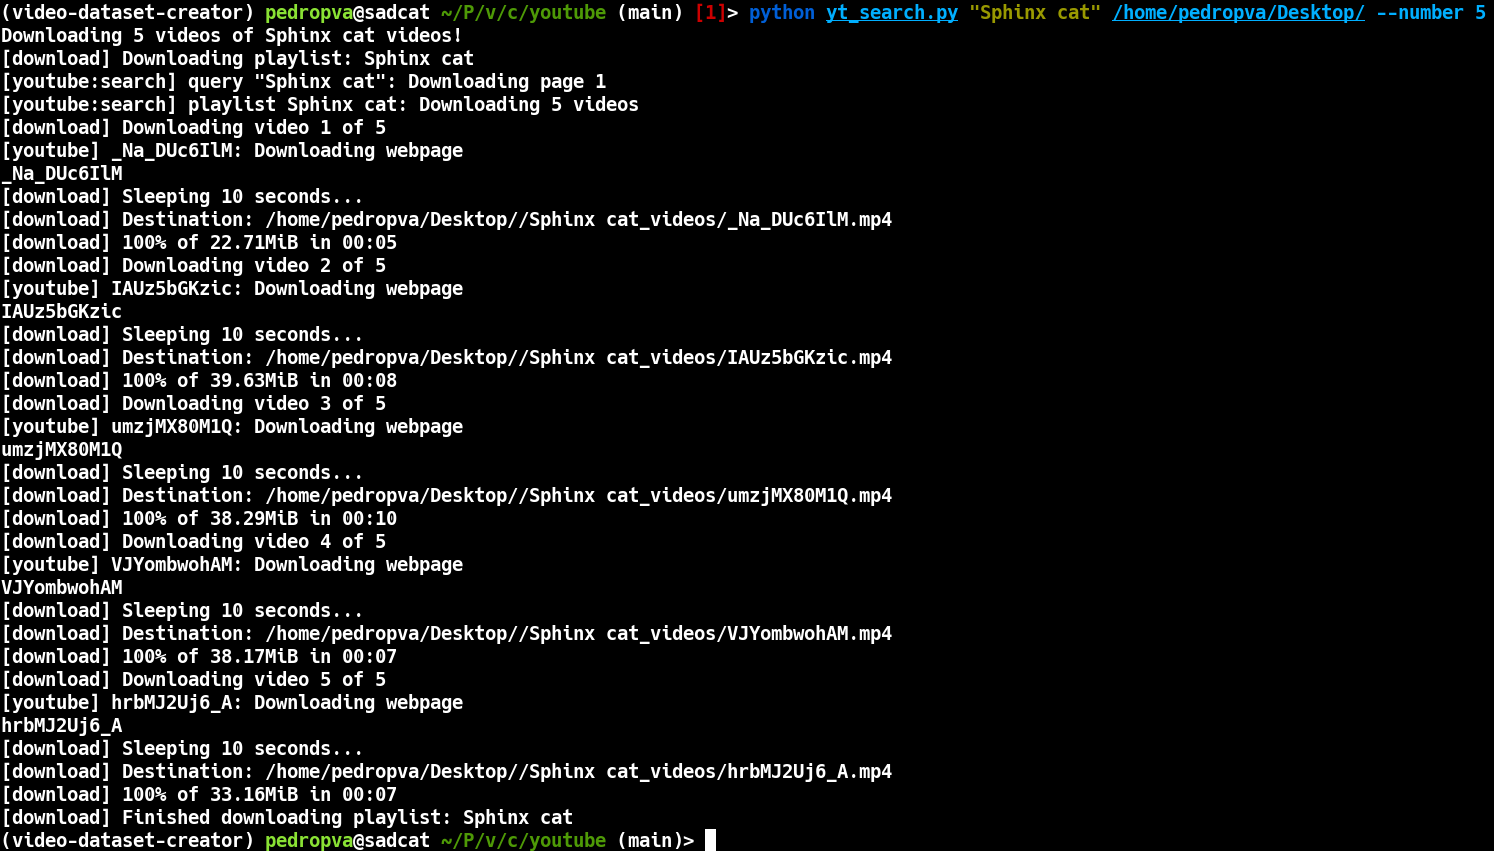 (video-dataset-creator) pedropva@sadcat ~/P/v/c/youtube (main) [1]> python yt_search.py "Sphinx cat" /home/pedropva/Desktop/ --number 5
Downloading 5 videos of Sphinx cat videos!
[download] Downloading playlist: Sphinx cat
[youtube:search] query "Sphinx cat": Downloading page 1
[youtube:search] playlist Sphinx cat: Downloading 5 videos
[download] Downloading video 1 of 5
[youtube] _Na_DUc6IlM: Downloading webpage
_Na_DUc6IlM
[download] Sleeping 10 seconds...
[download] Destination: /home/pedropva/Desktop//Sphinx cat_videos/_Na_DUc6IlM.mp4
[download] 100% of 22.71MiB in 00:05
[download] Downloading video 2 of 5
[youtube] IAUz5bGKzic: Downloading webpage
IAUz5bGKzic
[download] Sleeping 10 seconds...
[download] Destination: /home/pedropva/Desktop//Sphinx cat_videos/IAUz5bGKzic.mp4
[download] 100% of 39.63MiB in 00:08
[download] Downloading video 3 of 5
[youtube] umzjMX80M1Q: Downloading webpage
umzjMX80M1Q
[download] Sleeping 10 seconds...
[download] Destination: /home/pedropva/Desktop//Sphinx cat_videos/umzjMX80M1Q.mp4
[download] 100% of 38.29MiB in 00:10
[download] Downloading video 4 of 5
[youtube] VJYombwohAM: Downloading webpage
VJYombwohAM
[download] Sleeping 10 seconds...
[download] Destination: /home/pedropva/Desktop//Sphinx cat_videos/VJYombwohAM.mp4
[download] 100% of 38.17MiB in 00:07
[download] Downloading video 5 of 5
[youtube] hrbMJ2Uj6_A: Downloading webpage
hrbMJ2Uj6_A
[download] Sleeping 10 seconds...
[download] Destination: /home/pedropva/Desktop//Sphinx cat_videos/hrbMJ2Uj6_A.mp4
[download] 100% of 33.16MiB in 00:07
[download] Finished downloading playlist: Sphinx cat
(video-dataset-creator) pedropva@sadcat ~/P/v/c/youtube (main)>